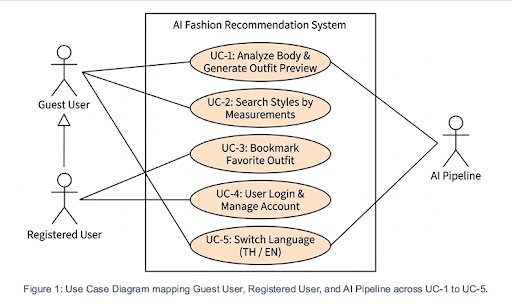 AI Fashion Recommendation System
UC-1: Analyze Body &
Generate Outfit Preview
Guest User
UC-2: Search Styles by
Measurements
UC-3: Bookmark
Favorite Outfit
AI Pipeline
UC-4: User Login &
Manage Account
Registered User
UC-5: Switch Language
(TH / EN)
Figure 1: Use Case Diagram mapping Guest User, Registered User, and AI Pipeline across UC-1 to UC-5.